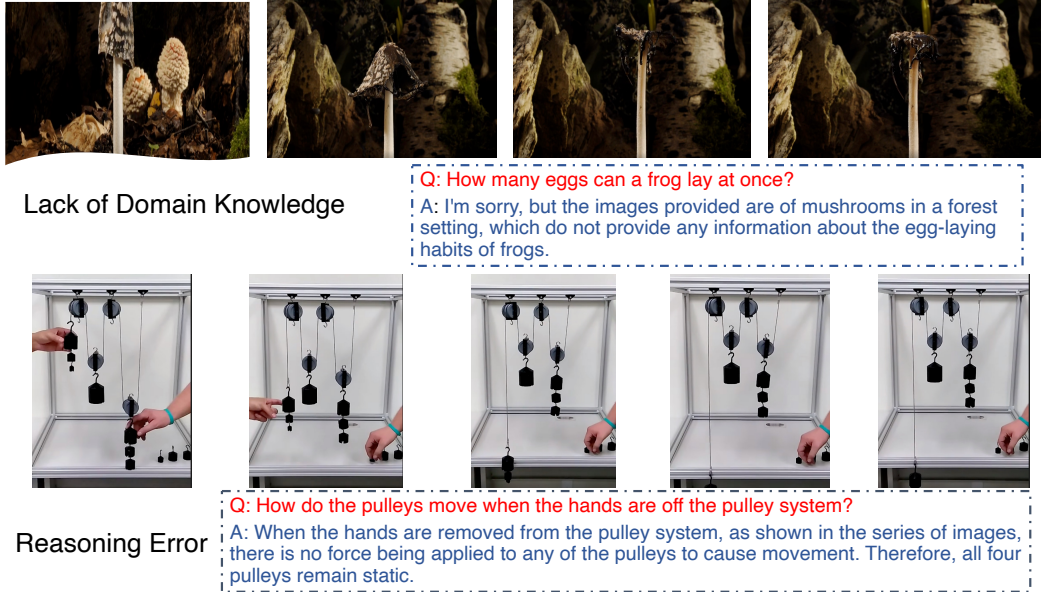 Lack of Domain Knowledge
Q: How many eggs can a frog lay at once?
A: I'm sorry, but the images provided are of mushrooms in a forest
setting, which do not provide any information about the egg-laying
habits of frogs.
Reasoning Error
Q: How do the pulleys move when the hands are off the pulley system?
A: When the hands are removed from the pulley system, as shown in the series of images,
there is no force being applied to any of the pulleys to cause movement. Therefore, all four
pulleys remain static.